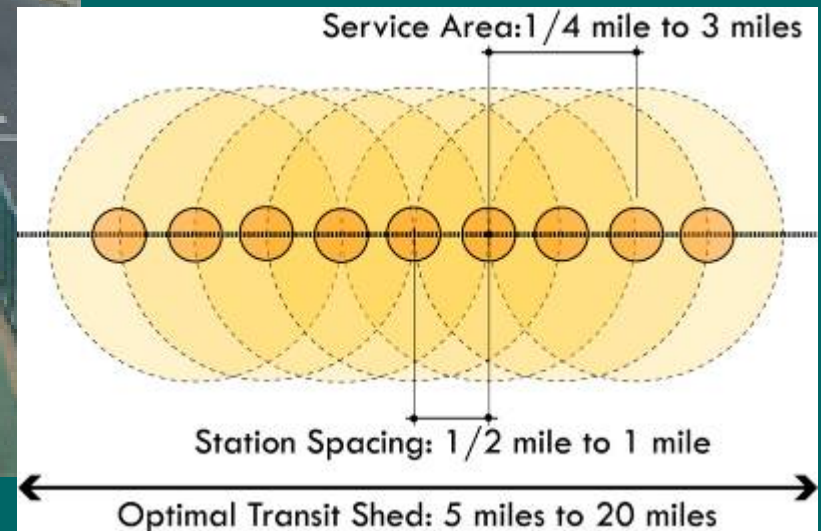 Service Area:1/4 mile to 3 miles
Station Spacing: 1/2 mile to 1 mile
Optimal Transit Shed: 5 miles to 20 miles